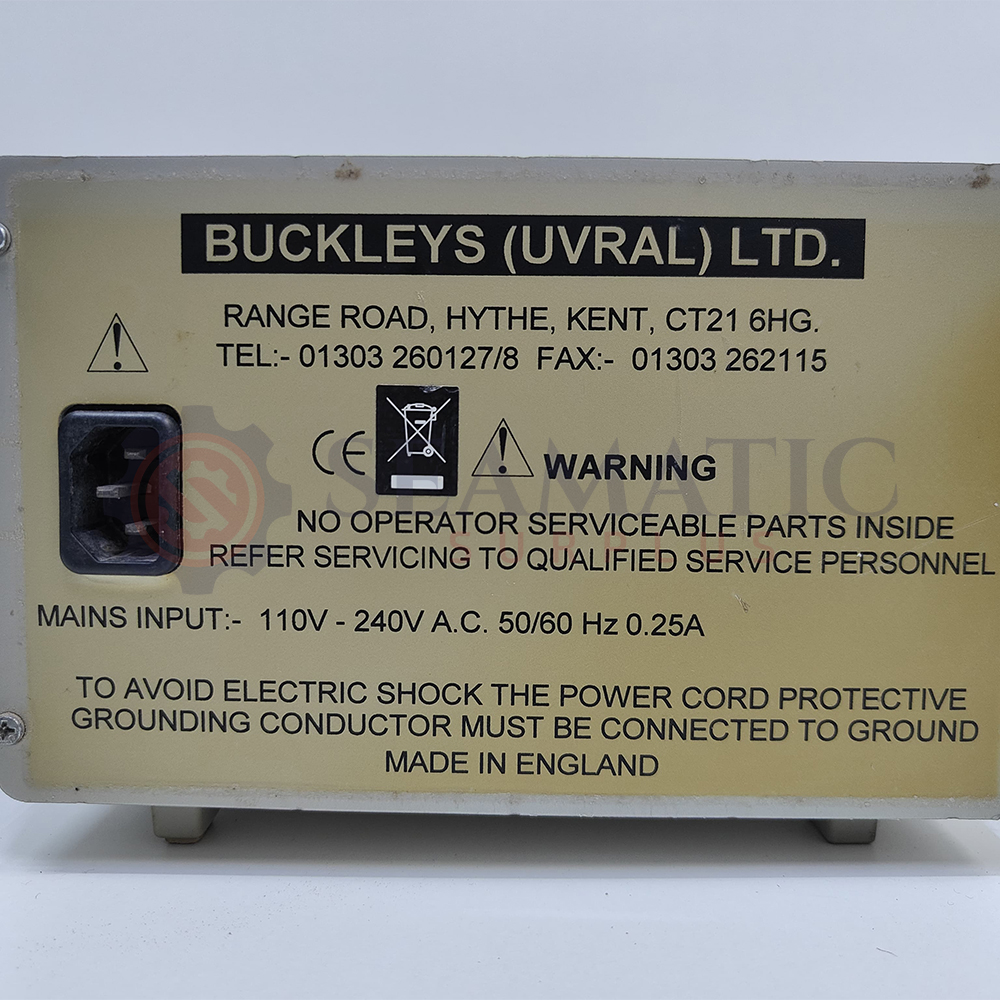 BUCKLEYS (UVRAL) LTD.
RANGE ROAD, HYTHE, KENT, CT21 6HG.
TEL:- 01303 260127/8 FAX:- 01303 262115
CE
WARNING
SEAMATIC
SURPLUS
NO OPERATOR SERVICEABLE PARTS INSIDE
REFER SERVICING TO QUALIFIED SERVICE PERSONNEL
MAINS INPUT:- 110V - 240V A.C. 50/60 Hz 0.25A
TO AVOID ELECTRIC SHOCK THE POWER CORD PROTECTIVE
GROUNDING CONDUCTOR MUST BE CONNECTED TO GROUND
MADE IN ENGLAND